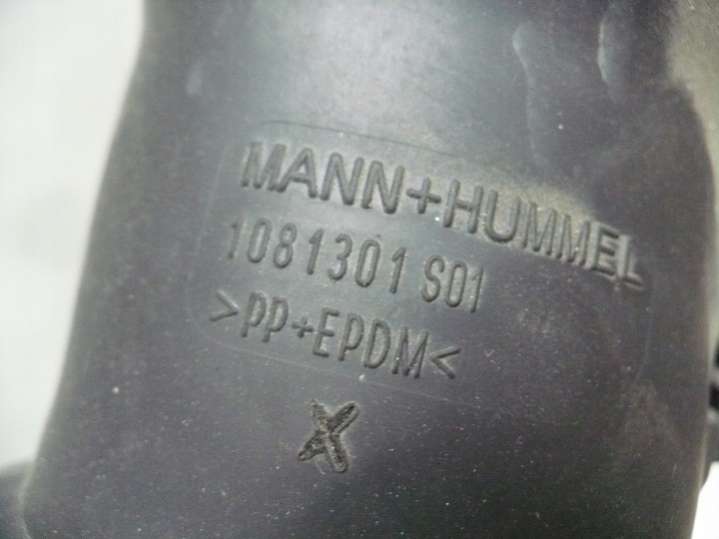 MANN+HUMMEL
1081301 S01
>PP+EPDM<
X